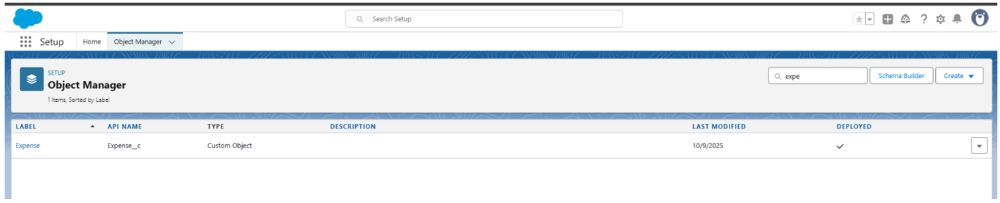 Search Setup
Setup Home Object Manager
SETUP
Object Manager
1 Items, Sorted by Label
expe Schema Builder Create
LABEL API NAME TYPE DESCRIPTION LAST MODIFIED DEPLOYED
Expense Expense__c Custom Object 10/9/2025